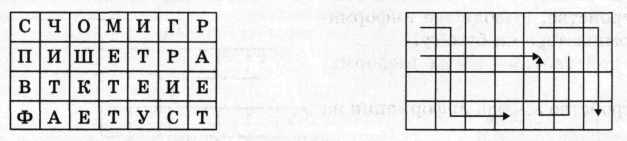 С Ч О М И Г Р
П И Ш Е Т Р А
В Т К Т Е И Е
Ф А Е Т У С Т